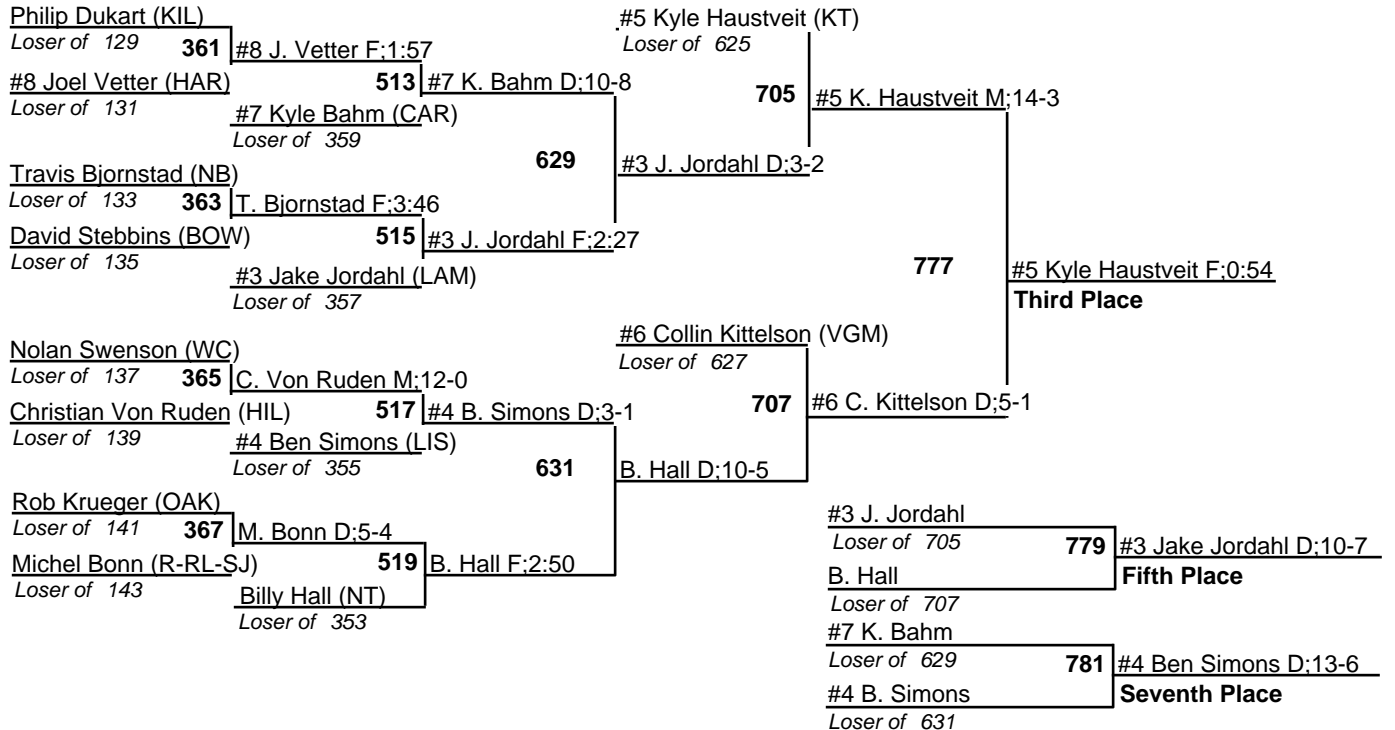 Philip Dukart (KIL)
Loser of 129
361
#8 J. Vetter F;1:57
#8 Joel Vetter (HAR)
Loser of 131
513
#7 K. Bahm D;10-8
#7 Kyle Bahm (CAR)
Loser of 359
629
#3 J. Jordahl D;3-2
Travis Bjornstad (NB)
Loser of 133
363
T. Bjornstad F;3:46
David Stebbins (BOW)
Loser of 135
515
#3 J. Jordahl F;2:27
#3 Jake Jordahl (LAM)
Loser of 357
#5 Kyle Haustveit (KT)
Loser of 625
705
#5 K. Haustveit M;14-3
777
#5 Kyle Haustveit F;0:54
Third Place
Nolan Swenson (WC)
Loser of 137
365
C. Von Ruden M;12-0
Christian Von Ruden (HIL)
Loser of 139
517
#4 B. Simons D;3-1
#4 Ben Simons (LIS)
Loser of 355
631
B. Hall D;10-5
Rob Krueger (OAK)
Loser of 141
367
M. Bonn D;5-4
Michel Bonn (R-RL-SJ)
Loser of 143
519
B. Hall F;2:50
Billy Hall (NT)
Loser of 353
#6 Collin Kittelson (VGM)
Loser of 627
707
#6 C. Kittelson D;5-1
#3 J. Jordahl
Loser of 705
779
#3 Jake Jordahl D;10-7
Fifth Place
B. Hall
Loser of 707
#7 K. Bahm
Loser of 629
781
#4 Ben Simons D;13-6
Seventh Place
#4 B. Simons
Loser of 631